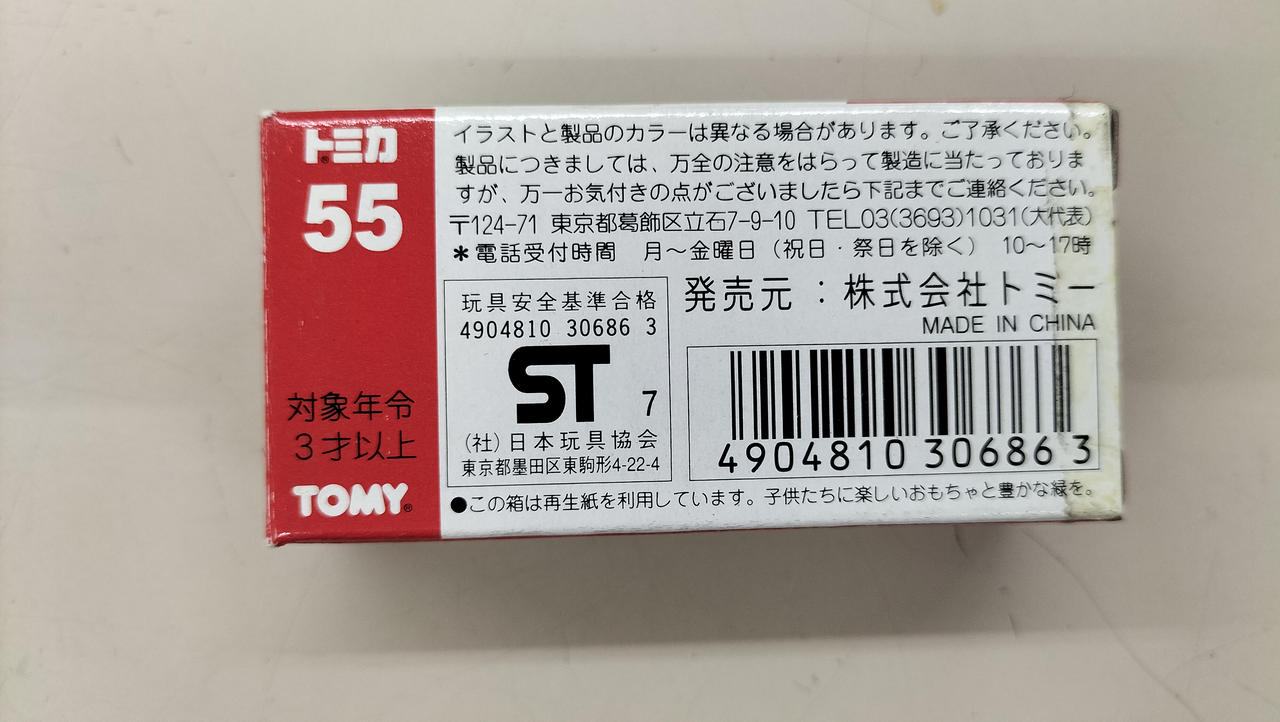 トミカ®
55
対象年令
3才以上
TOMY®
イラストと製品のカラーは異なる場合があります。ご了承ください。
製品につきましては、万全の注意をはらって製造に当たっておりま
すが、万一お気付きの点がございましたら下記までご連絡ください。
〒124-71 東京都葛飾区立石7-9-10 TEL03(3693)1031(大代表)
＊電話受付時間 月〜金曜日（祝日・祭日を除く） 10〜17時
玩具安全基準合格
4904810 30686 3
ST 7
(社)日本玩具協会
東京都墨田区東駒形4-22-4
発売元：株式会社トミー
MADE IN CHINA
4904810 306863
●この箱は再生紙を利用しています。子供たちに楽しいおもちゃと豊かな緑を。